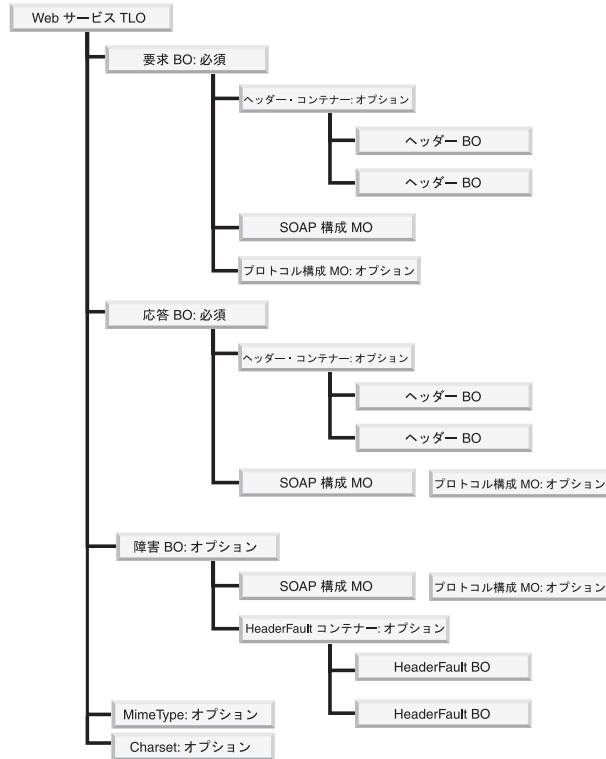 Web サービス TLO
要求 BO: 必須
ヘッダー・コンテナー: オプション
ヘッダー BO
ヘッダー BO
SOAP 構成 MO
プロトコル構成 MO: オプション
応答 BO: 必須
ヘッダー・コンテナー: オプション
ヘッダー BO
ヘッダー BO
SOAP 構成 MO
プロトコル構成 MO: オプション
障害 BO: オプション
SOAP 構成 MO
プロトコル構成 MO: オプション
HeaderFault コンテナー: オプション
HeaderFault BO
HeaderFault BO
MimeType: オプション
Charset: オプション